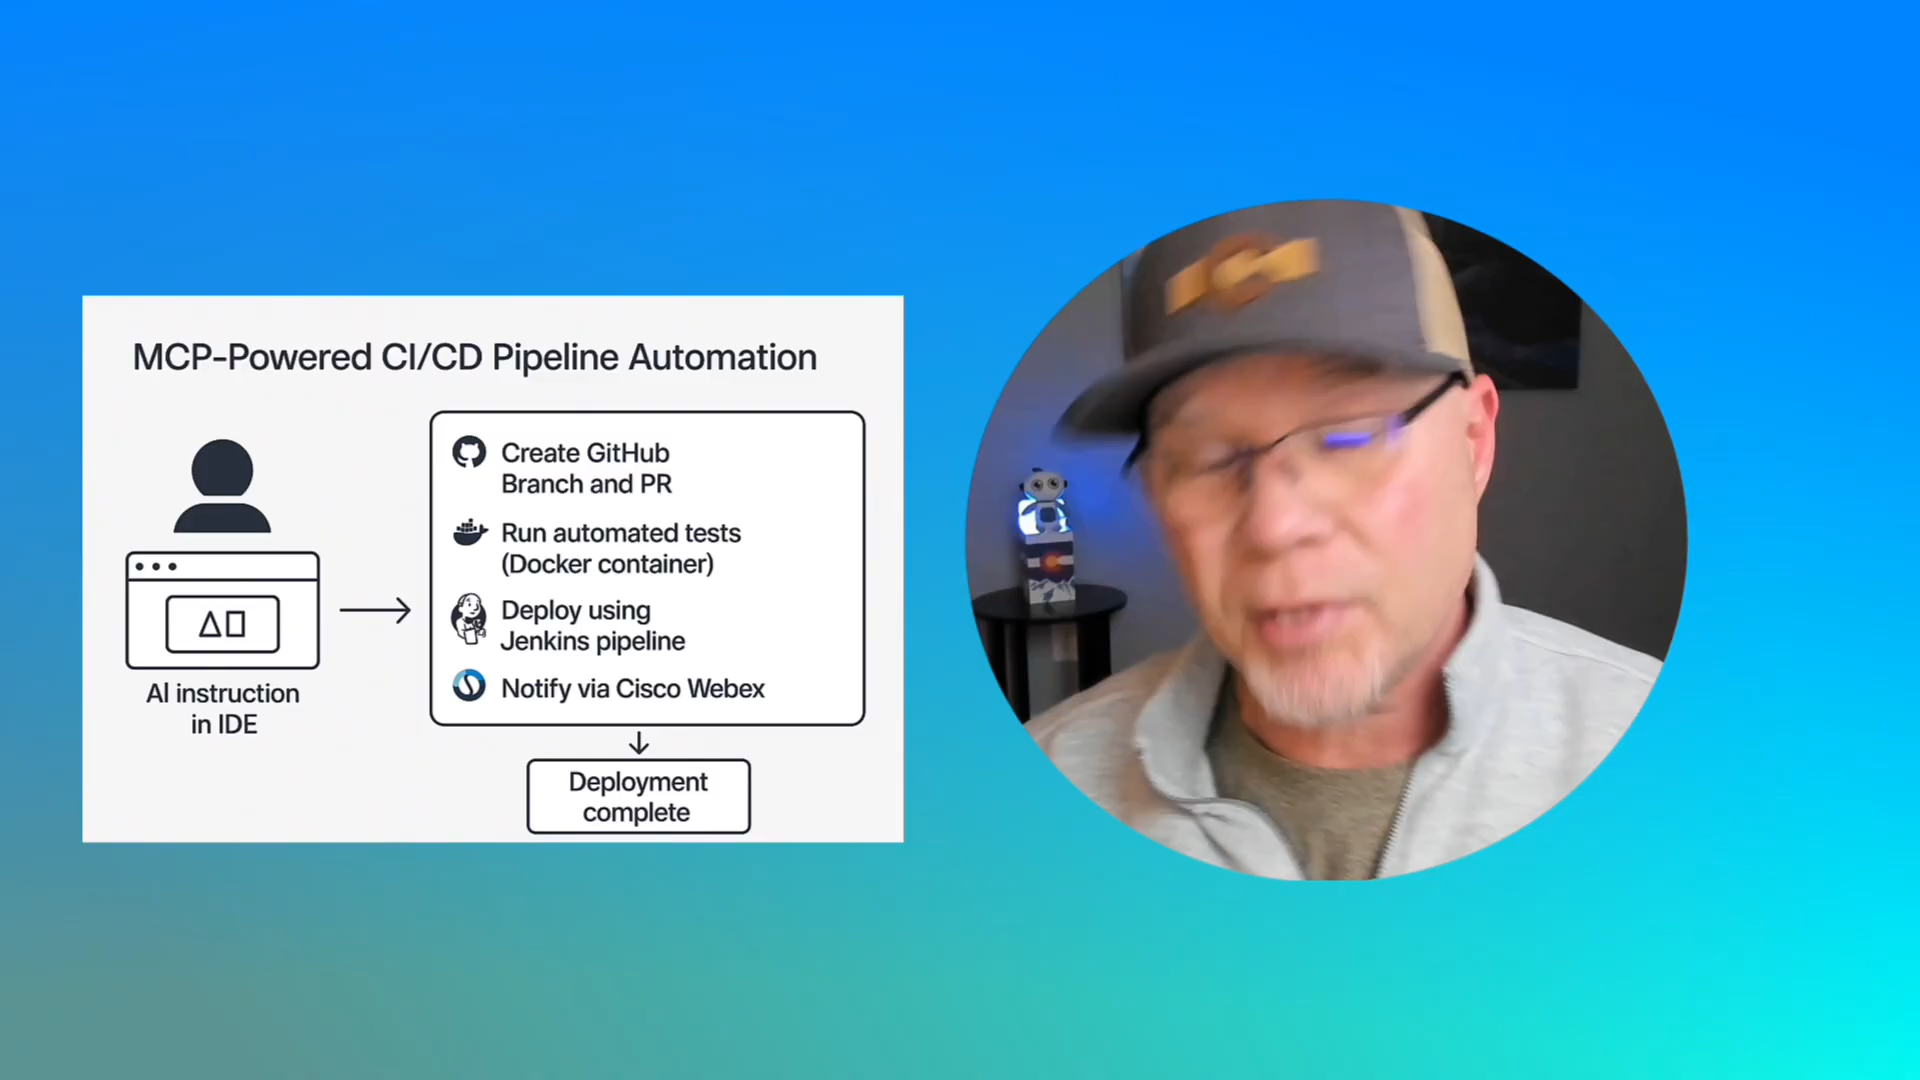 MCP-Powered CI/CD Pipeline Automation
AI instruction
in IDE
Create GitHub
Branch and PR
Run automated tests
(Docker container)
Deploy using
Jenkins pipeline
Notify via Cisco Webex
Deployment
complete